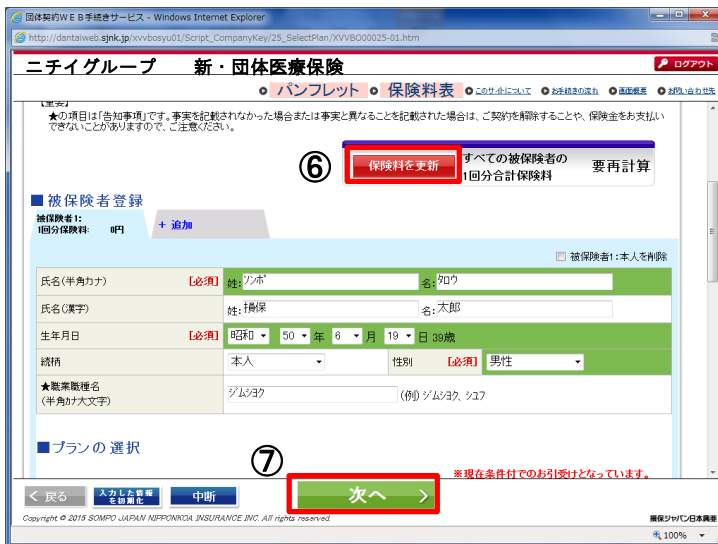 団体契約ＷＥＢ手続きサービス - Windows Internet Explorer
http://dantaiweb.sjnk.jp/xvvbosyu01/Script_CompanyKey/25_SelectPlan/XVVBO00025-01.htm
ニチイグループ 新・団体医療保険
ログアウト
パンフレット 保険料表 このサイトについて お手続きの流れ 画面概要 お問い合わせ先
【重要】
★の項目は「告知事項」です。事実を記載されなかった場合または事実と異なることを記載された場合は、ご契約を解除することや、保険金をお支払い
できないことがありますので、ご注意ください。
⑥ 保険料を更新 すべての被保険者の
1回分合計保険料 要再計算
■被保険者登録
被保険者1:
1回分保険料: 0円
+ 追加
被保険者1:本人を削除
氏名(半角カナ) [必須] 姓: ｿﾝﾎﾟ 名: ﾀﾛｳ
氏名(漢字) 姓: 損保 名: 太郎
生年月日 [必須] 昭和 50 年 6 月 19 日 39歳
続柄 本人 性別 [必須] 男性
★職業職種名
(半角カナ大文字)
ｼﾞﾑｼﾖｸ (例) ｼﾞﾑｼﾖｸ、ｼﾕﾌ
■プランの選択
⑦
※現在条件付でのお引受けとなっています。
< 戻る 入力した情報
を初期化 中断 次へ >
Copyright © 2015 SOMPO JAPAN NIPPONKOA INSURANCE INC. All rights reserved.
損保ジャパン日本興亜
100%